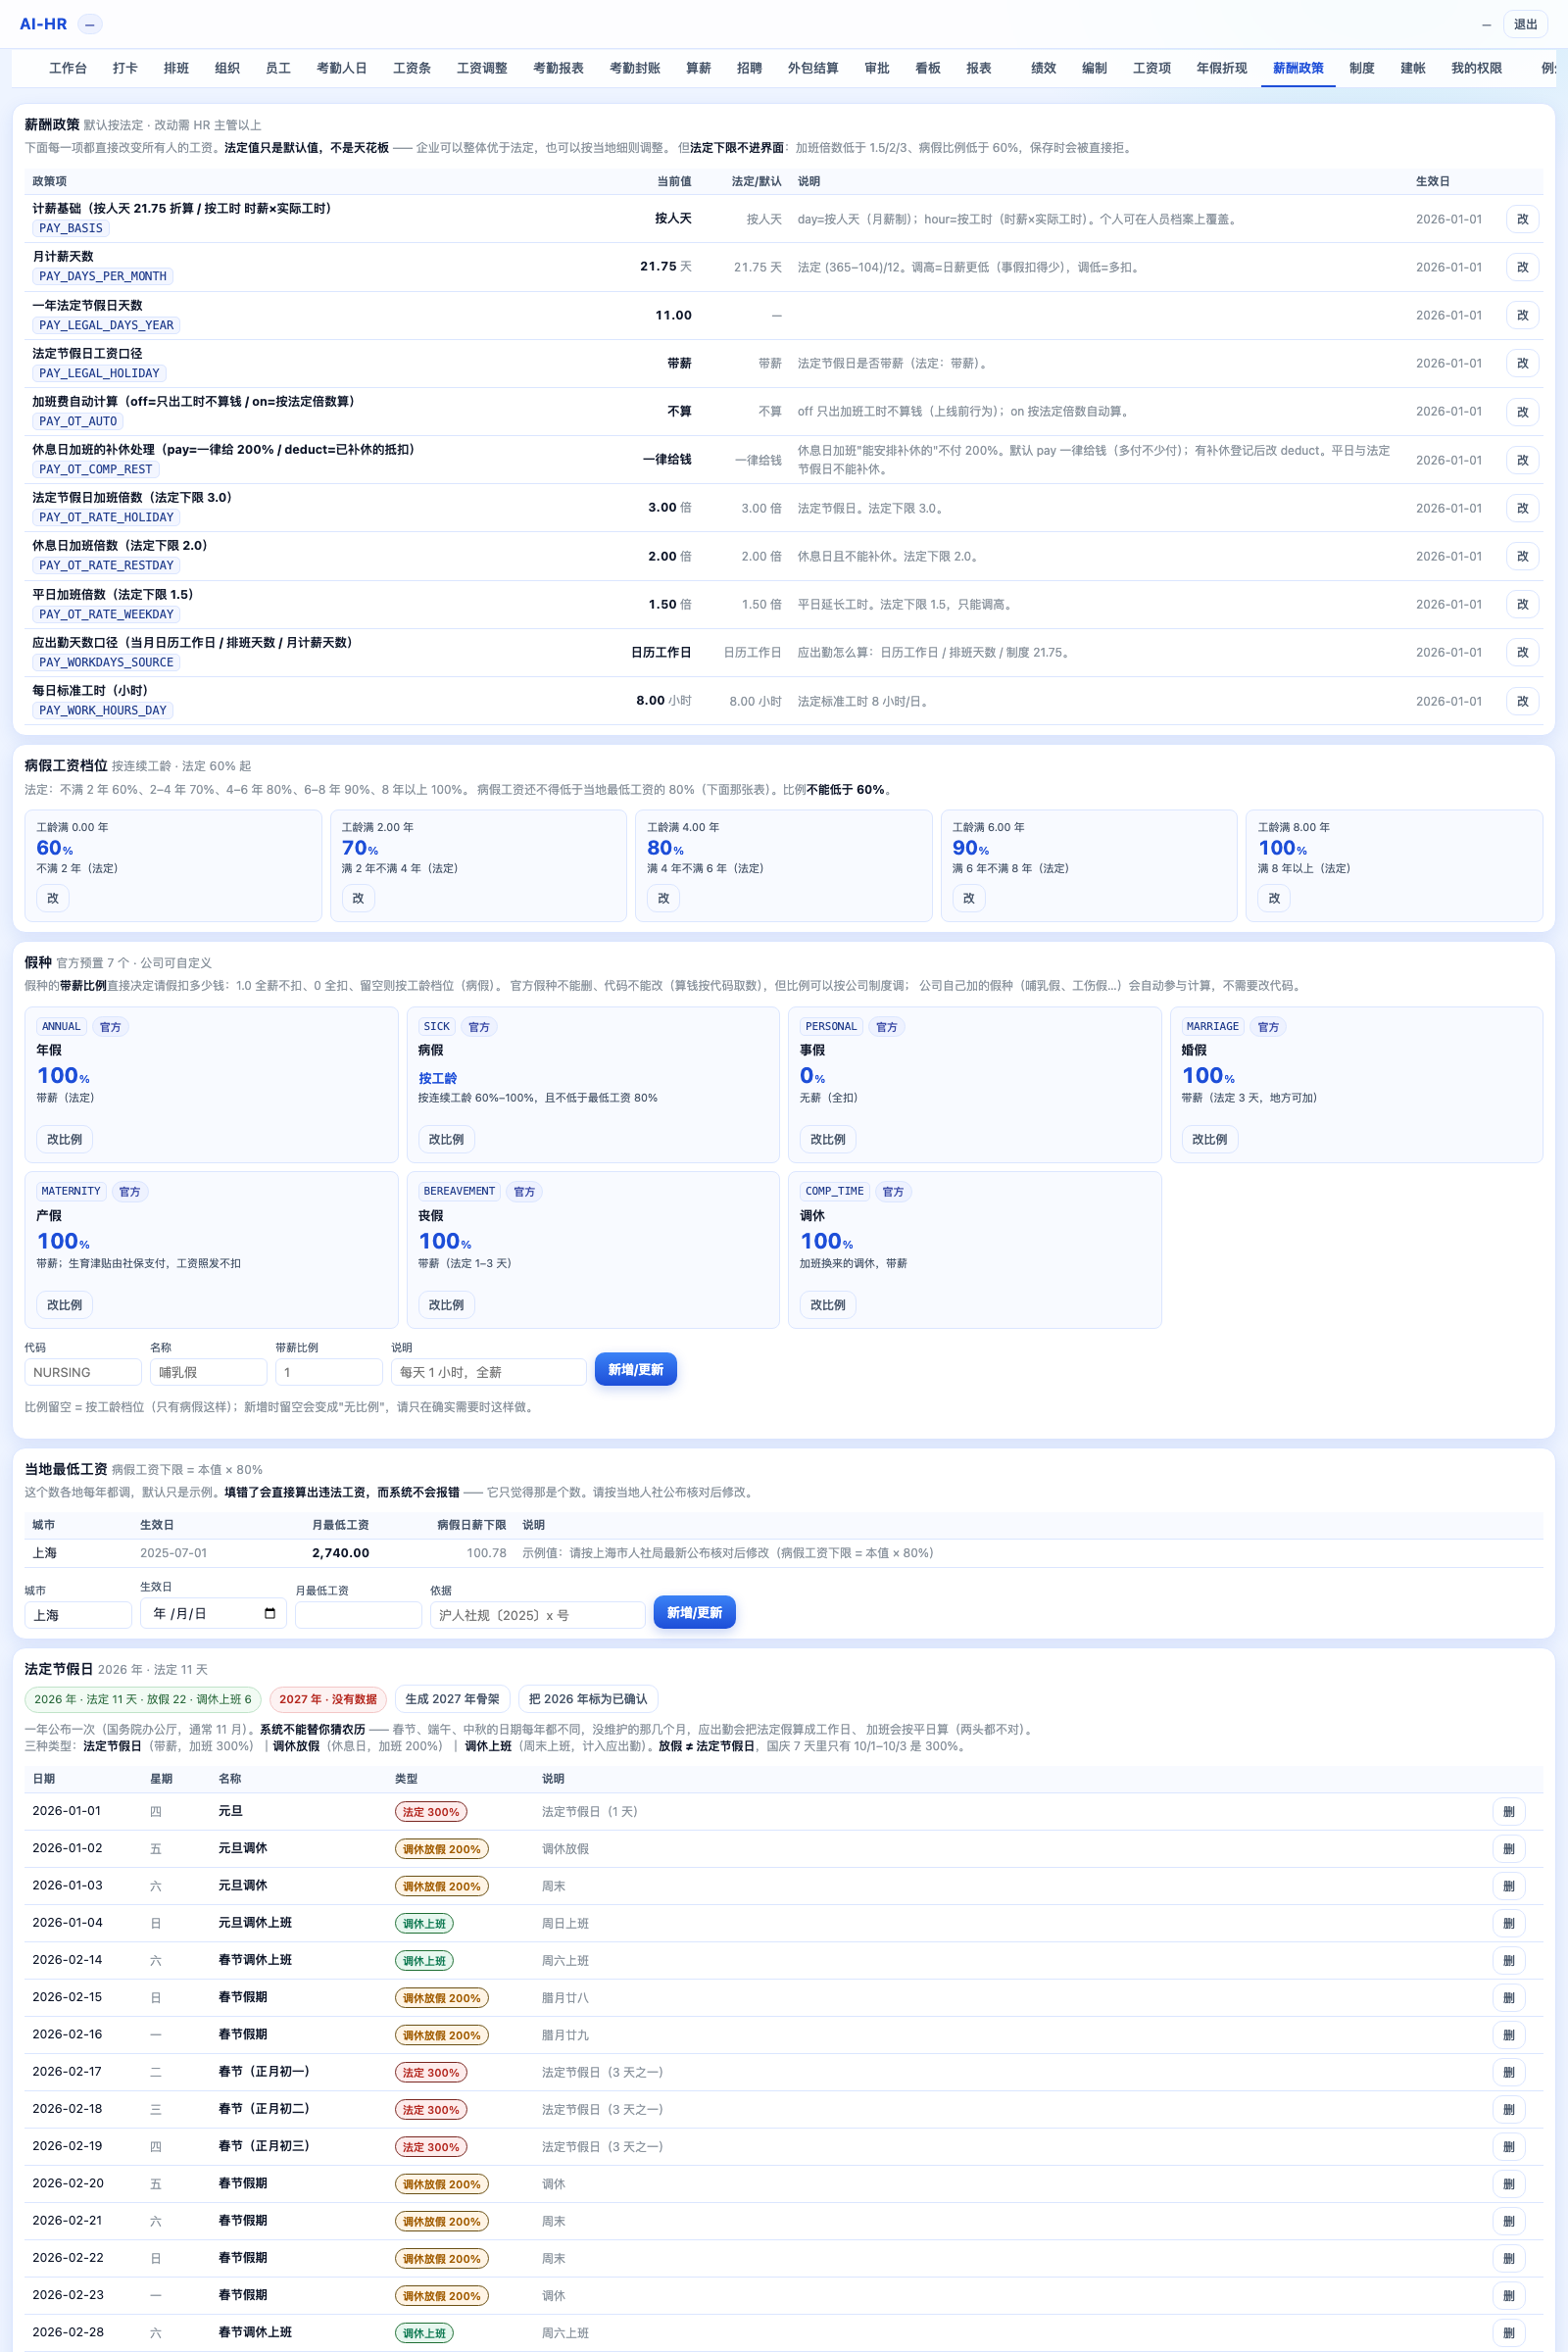 AI-HR —
— 退出
工作台 打卡 排班 组织 员工 考勤人日 工资条 工资调整 考勤报表 考勤封账 算薪 招聘 外包结算 审批 看板 报表 绩效 编制 工资项 年假折现 薪酬政策 制度 建帐 我的权限
薪酬政策 默认按法定 · 改动需 HR 主管以上
下面每一项都直接改变所有人的工资。法定值只是默认值，不是天花板 —— 企业可以整体优于法定，也可以按当地细则调整。 但法定下限不进界面：加班倍数低于 1.5/2/3、病假比例低于 60%，保存时会被直接拒。
政策项 当前值 法定/默认 说明 生效日
计薪基础（按人天 21.75 折算 / 按工时 时薪×实际工时）
PAY_BASIS
按人天 按人天 day=按人天（月薪制）；hour=按工时（时薪×实际工时）。个人可在人员档案上覆盖。 2026-01-01 改
月计薪天数
PAY_DAYS_PER_MONTH
21.75 天 21.75 天 法定 (365−104)/12。调高=日薪更低（事假扣得少），调低=多扣。 2026-01-01 改
一年法定节假日天数
PAY_LEGAL_DAYS_YEAR
11.00 — 2026-01-01 改
法定节假日工资口径
PAY_LEGAL_HOLIDAY
带薪 带薪 法定节假日是否带薪（法定：带薪）。 2026-01-01 改
加班费自动计算（off=只出工时不算钱 / on=按法定倍数算）
PAY_OT_AUTO
不算 不算 off 只出加班工时不算钱（上线前行为）；on 按法定倍数自动算。 2026-01-01 改
休息日加班的补休处理（pay=一律给 200% / deduct=已补休的抵扣）
PAY_OT_COMP_REST
一律给钱 一律给钱 休息日加班"能安排补休的"不付 200%。默认 pay 一律给钱（多付不少付）；有补休登记后改 deduct。平日与法定
节假日不能补休。 2026-01-01 改
法定节假日加班倍数（法定下限 3.0）
PAY_OT_RATE_HOLIDAY
3.00 倍 3.00 倍 法定节假日。法定下限 3.0。 2026-01-01 改
休息日加班倍数（法定下限 2.0）
PAY_OT_RATE_RESTDAY
2.00 倍 2.00 倍 休息日且不能补休。法定下限 2.0。 2026-01-01 改
平日加班倍数（法定下限 1.5）
PAY_OT_RATE_WEEKDAY
1.50 倍 1.50 倍 平日延长工时。法定下限 1.5，只能调高。 2026-01-01 改
应出勤天数口径（当月日历工作日 / 排班天数 / 月计薪天数）
PAY_WORKDAYS_SOURCE
日历工作日 日历工作日 应出勤怎么算：日历工作日 / 排班天数 / 制度 21.75。 2026-01-01 改
每日标准工时（小时）
PAY_WORK_HOURS_DAY
8.00 小时 8.00 小时 法定标准工时 8 小时/日。 2026-01-01 改
病假工资档位 按连续工龄 · 法定 60% 起
法定：不满 2 年 60%、2–4 年 70%、4–6 年 80%、6–8 年 90%、8 年以上 100%。 病假工资还不得低于当地最低工资的 80%（下面那张表）。比例不能低于 60%。
工龄满 0.00 年 工龄满 2.00 年 工龄满 4.00 年 工龄满 6.00 年 工龄满 8.00 年
60% 70% 80% 90% 100%
不满 2 年（法定） 满 2 年不满 4 年（法定） 满 4 年不满 6 年（法定） 满 6 年不满 8 年（法定） 满 8 年以上（法定）
改 改 改 改 改
假种 官方预置 7 个 · 公司可自定义
假种的带薪比例直接决定请假扣多少钱：1.0 全薪不扣、0 全扣、留空则按工龄档位（病假）。 官方假种不能删、代码不能改（算钱按代码取数），但比例可以按公司制度调； 公司自己加的假种（哺乳假、工伤假…）会自动参与计算，不需要改代码。
ANNUAL 官方 SICK 官方 PERSONAL 官方 MARRIAGE 官方
年假 病假 事假 婚假
100% 按工龄 0% 100%
带薪（法定） 按连续工龄 60%–100%，且不低于最低工资 80% 无薪（全扣） 带薪（法定 3 天，地方可加）
改比例 改比例 改比例 改比例
MATERNITY 官方 BEREAVEMENT 官方 COMP_TIME 官方
产假 丧假 调休
100% 100% 100%
带薪；生育津贴由社保支付，工资照发不扣 带薪（法定 1–3 天） 加班换来的调休，带薪
改比例 改比例 改比例
代码 名称 带薪比例 说明
NURSING 哺乳假 1 每天 1 小时，全薪 新增/更新
比例留空 = 按工龄档位（只有病假这样）；新增时留空会变成"无比例"，请只在确实需要时这样做。
当地最低工资 病假工资下限 = 本值 × 80%
这个数各地每年都调，默认只是示例。填错了会直接算出违法工资，而系统不会报错 —— 它只觉得那是个数。请按当地人社公布核对后修改。
城市 生效日 月最低工资 病假日薪下限 说明
上海 2025-07-01 2,740.00 100.78 示例值：请按上海市人社局最新公布核对后修改（病假工资下限 = 本值 × 80%）
城市 生效日 月最低工资 依据
上海 年 /月/日 沪人社规〔2025〕x 号 新增/更新
法定节假日 2026 年 · 法定 11 天
2026 年 · 法定 11 天 · 放假 22 · 调休上班 6 2027 年 · 没有数据 生成 2027 年骨架 把 2026 年标为已确认
一年公布一次（国务院办公厅，通常 11 月）。系统不能替你猜农历 —— 春节、端午、中秋的日期每年都不同，没维护的那几个月，应出勤会把法定假算成工作日、 加班会按平日算（两头都不对）。
三种类型：法定节假日（带薪，加班 300%）｜调休放假（休息日，加班 200%）｜ 调休上班（周末上班，计入应出勤）。放假 ≠ 法定节假日，国庆 7 天里只有 10/1–10/3 是 300%。
日期 星期 名称 类型 说明
2026-01-01 四 元旦 法定 300% 法定节假日（1 天） 删
2026-01-02 五 元旦调休 调休放假 200% 调休放假 删
2026-01-03 六 元旦调休 调休放假 200% 周末 删
2026-01-04 日 元旦调休上班 调休上班 周日上班 删
2026-02-14 六 春节调休上班 调休上班 周六上班 删
2026-02-15 日 春节假期 调休放假 200% 腊月廿八 删
2026-02-16 一 春节假期 调休放假 200% 腊月廿九 删
2026-02-17 二 春节（正月初一） 法定 300% 法定节假日（3 天之一） 删
2026-02-18 三 春节（正月初二） 法定 300% 法定节假日（3 天之一） 删
2026-02-19 四 春节（正月初三） 法定 300% 法定节假日（3 天之一） 删
2026-02-20 五 春节假期 调休放假 200% 调休 删
2026-02-21 六 春节假期 调休放假 200% 周末 删
2026-02-22 日 春节假期 调休放假 200% 周末 删
2026-02-23 一 春节假期 调休放假 200% 调休 删
2026-02-28 六 春节调休上班 调休上班 周六上班 删